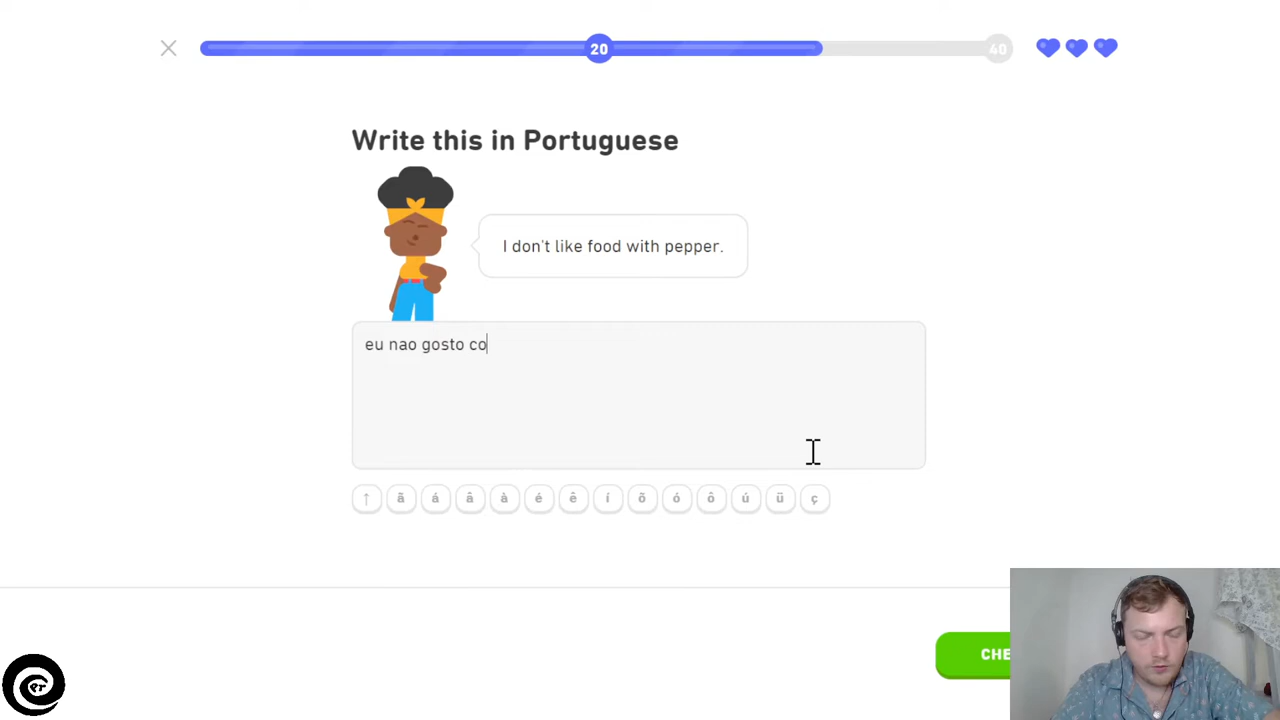 20
40
Write this in Portuguese
I don't like food with pepper.
eu nao gosto co
↑ ã á â à é ê í õ ó ô ú ü ç
CHE